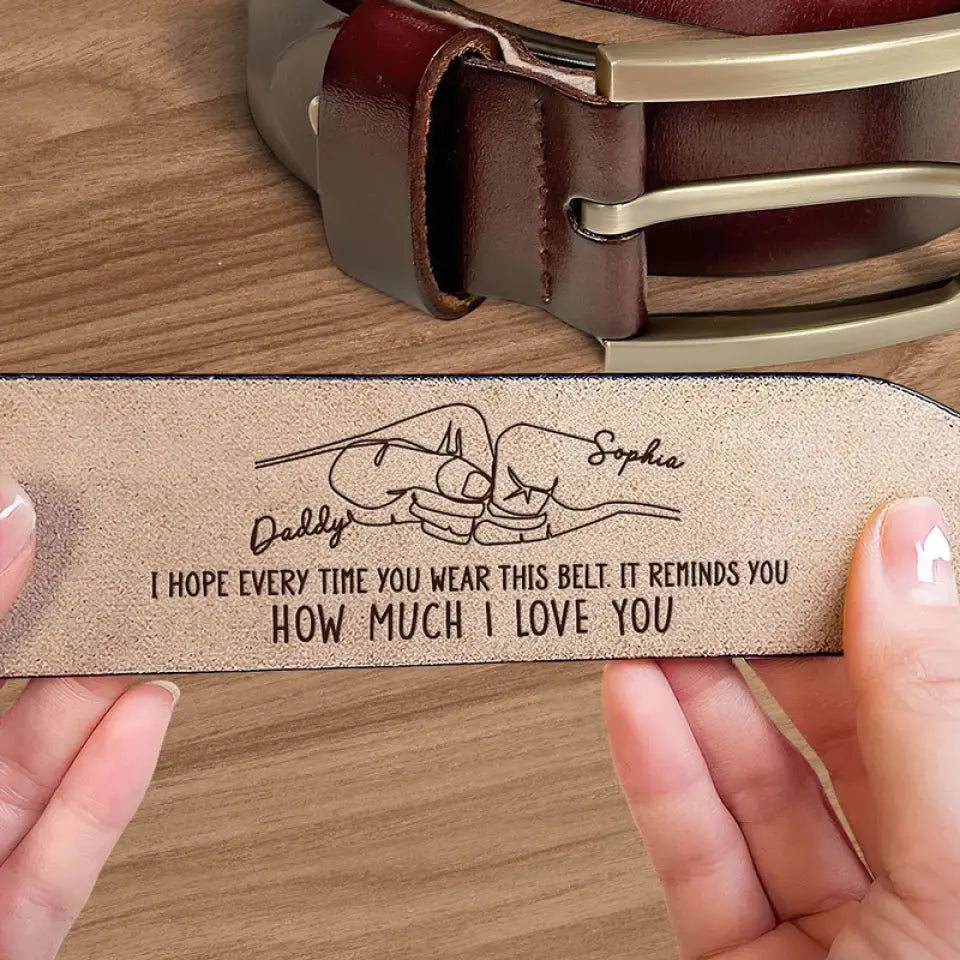 Sophia
Daddy
I HOPE EVERY TIME YOU WEAR THIS BELT. IT REMINDS YOU
HOW MUCH I LOVE YOU